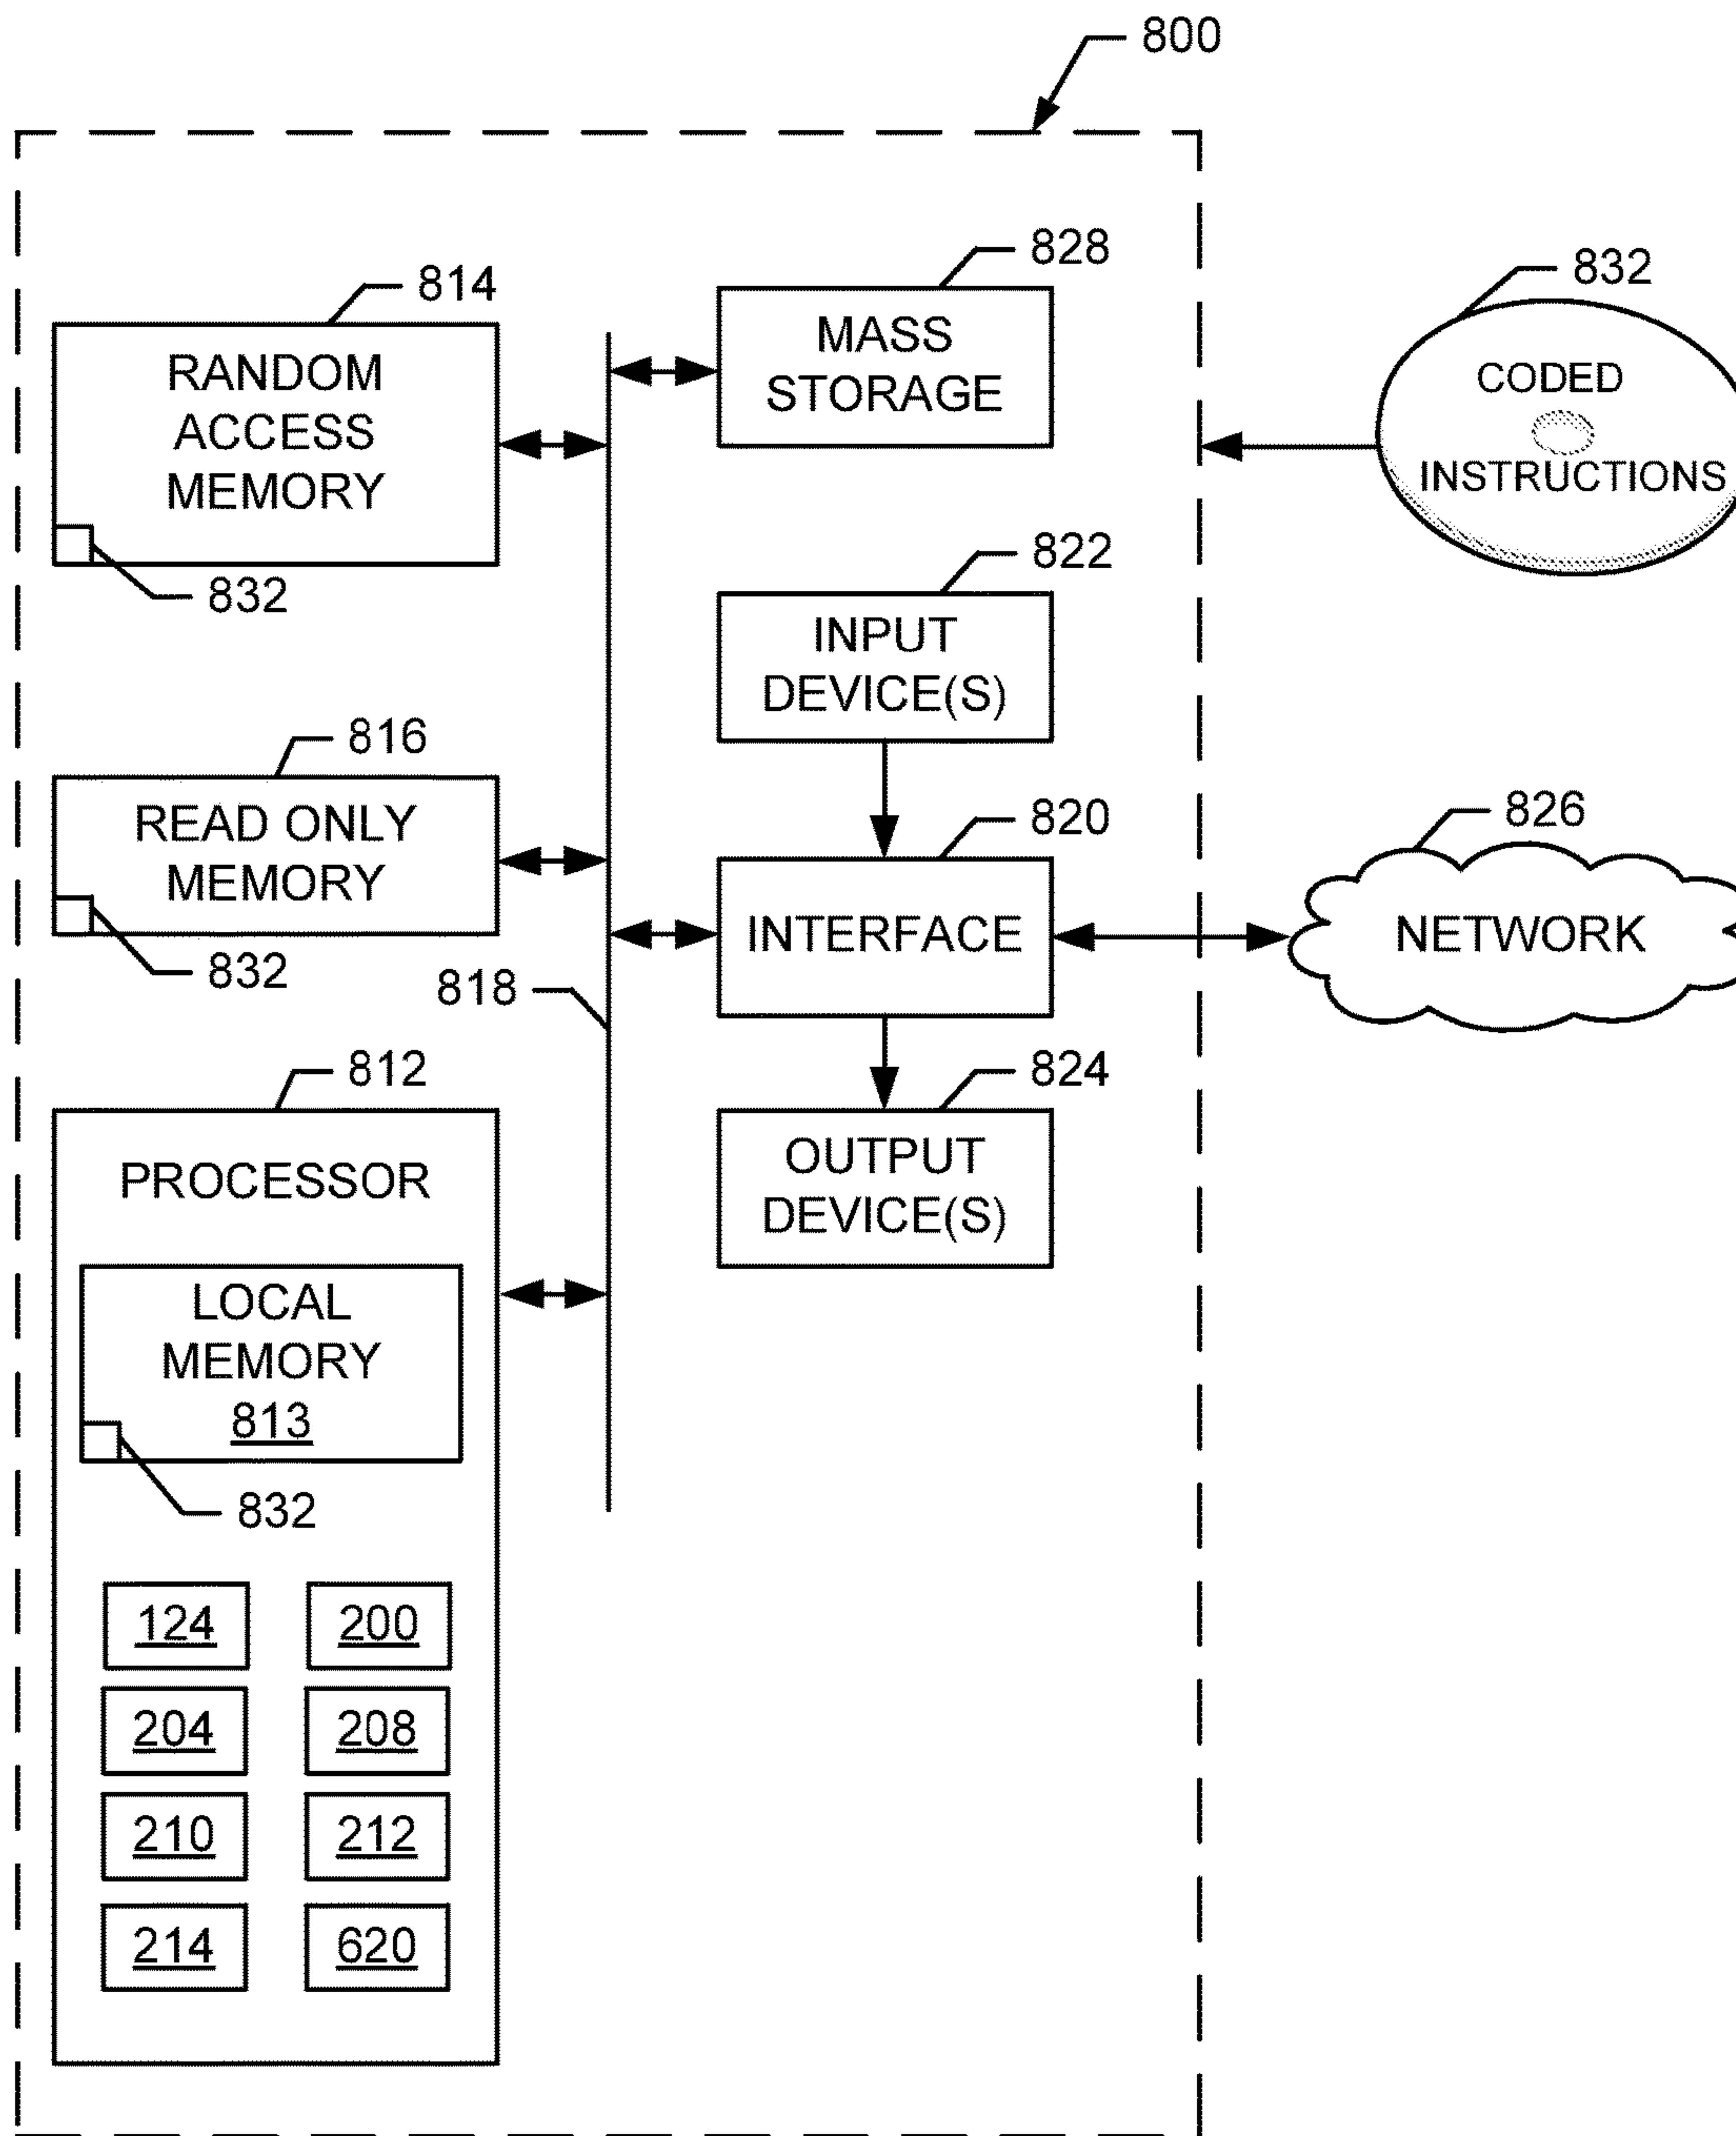 800
828
MASS
STORAGE
814
RANDOM
ACCESS
MEMORY
832
832
CODED
INSTRUCTIONS
822
INPUT
DEVICE(S)
816
READ ONLY
MEMORY
832
820
INTERFACE
826
NETWORK
818
812
PROCESSOR
824
OUTPUT
DEVICE(S)
LOCAL
MEMORY
813
832
124
200
204
208
210
212
214
620